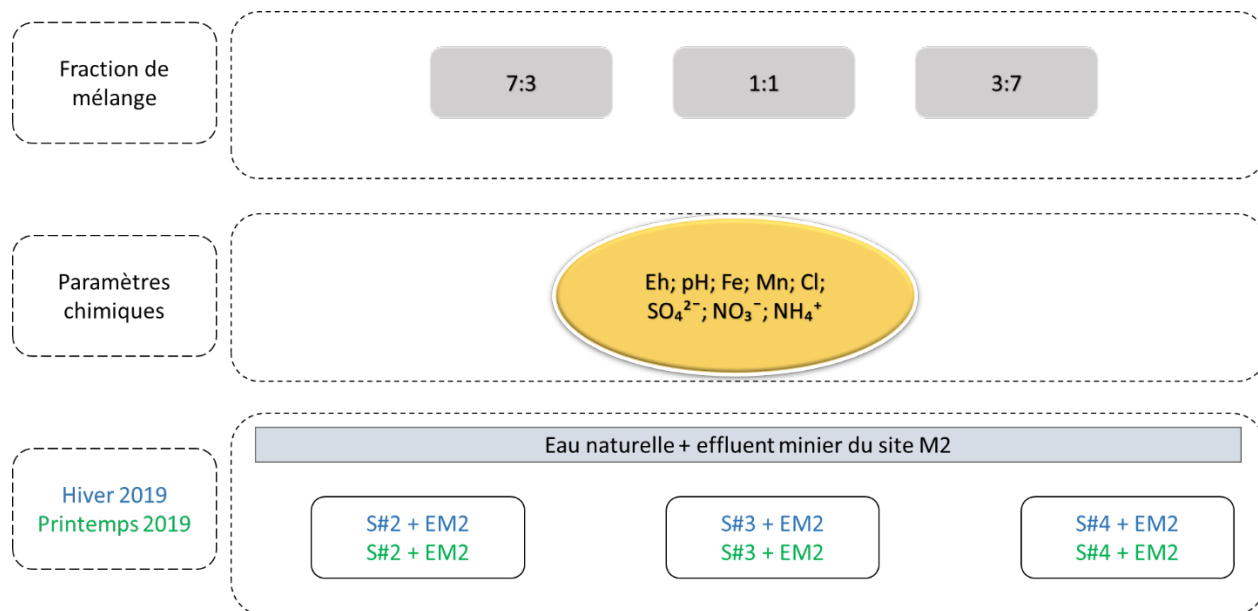 Fraction de
mélange
7:3
1:1
3:7
Paramètres
chimiques
Eh; pH; Fe; Mn; Cl;
SO₄²⁻; NO₃⁻; NH₄⁺
Hiver 2019
Printemps 2019
Eau naturelle + effluent minier du site M2
S#2 + EM2
S#2 + EM2
S#3 + EM2
S#3 + EM2
S#4 + EM2
S#4 + EM2